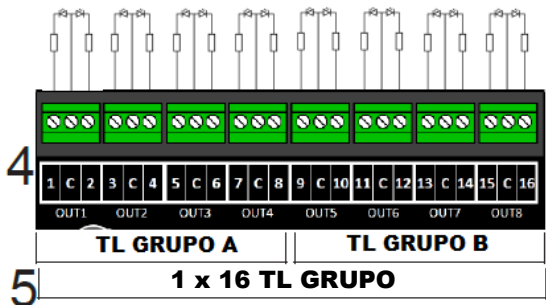 4
1 C 2 3 C 4 5 C 6 7 C 8 9 C 10 11 C 12 13 C 14 15 C 16
OUT1 OUT2 OUT3 OUT4 OUT5 OUT6 OUT7 OUT8
TL GRUPO A TL GRUPO B
5
1 x 16 TL GRUPO